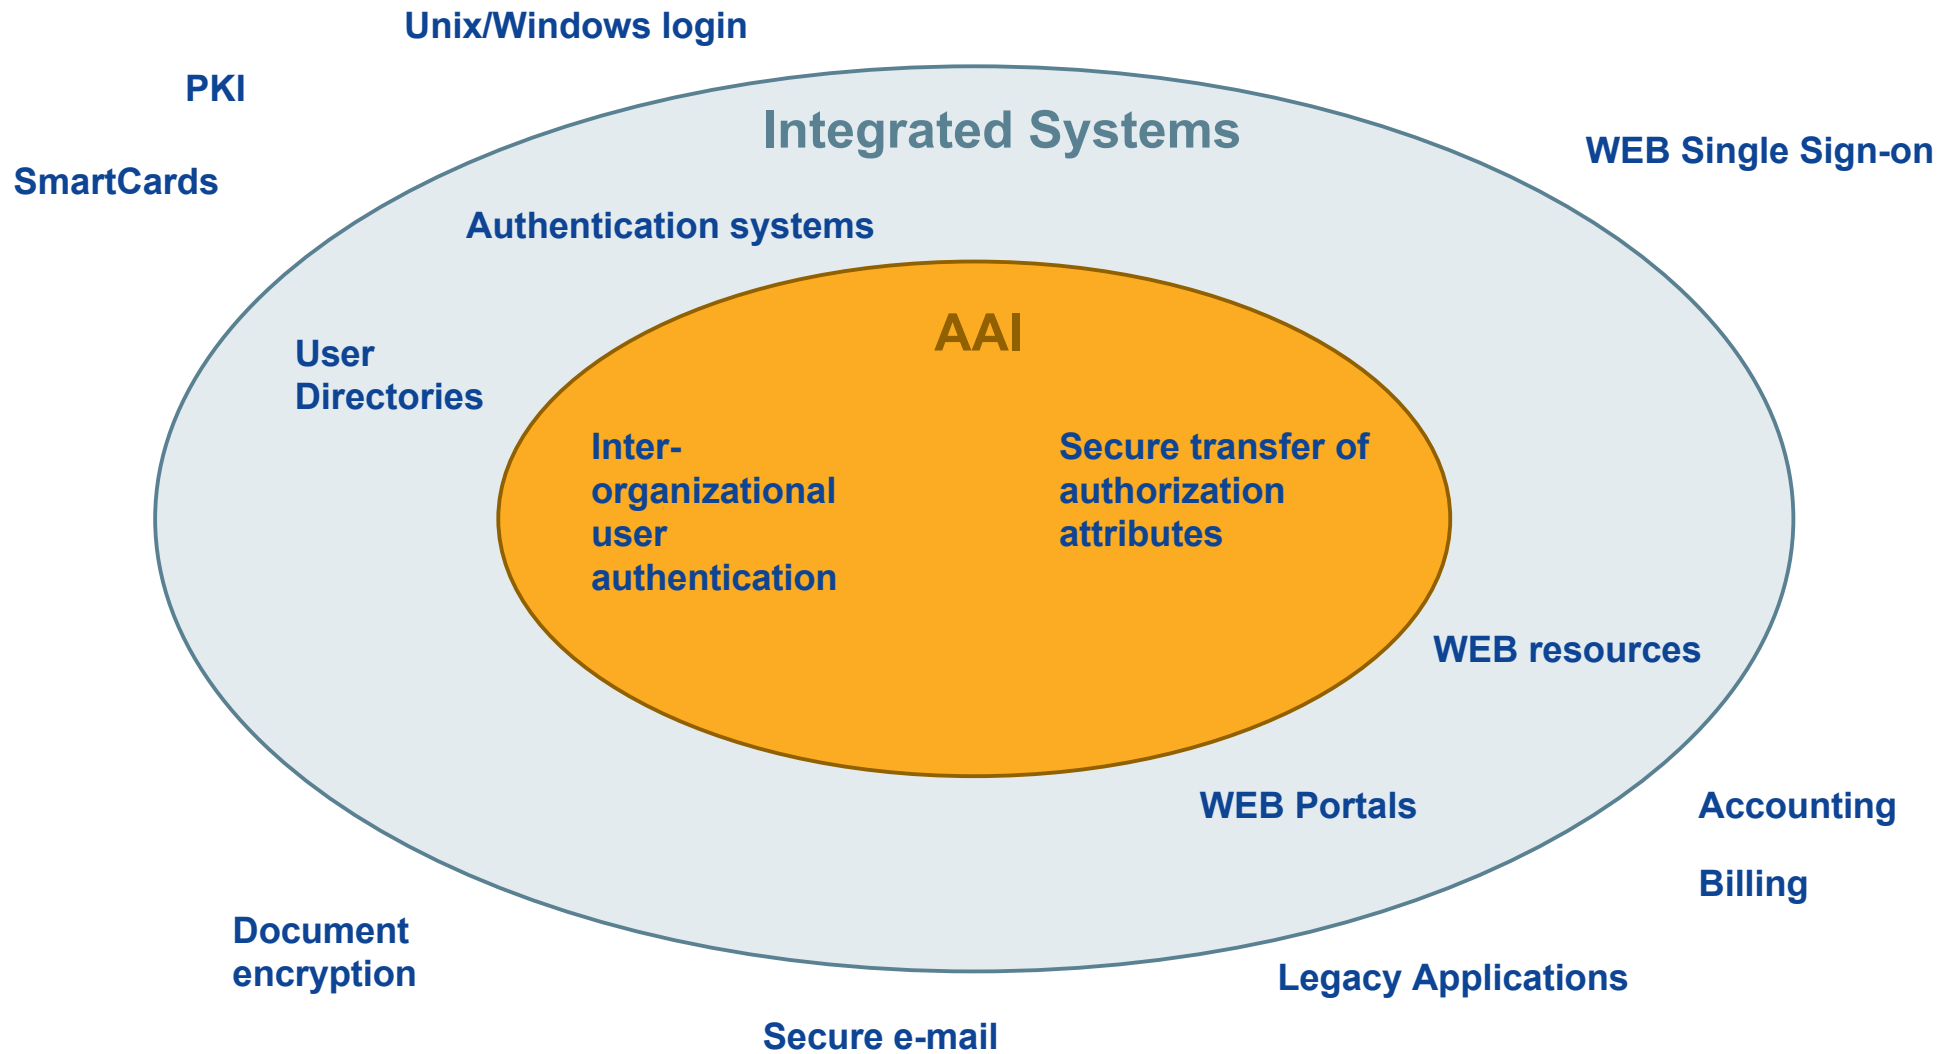 Unix/Windows login
PKI
Integrated Systems
WEB Single Sign-on
SmartCards
Authentication systems
AAI
User
Directories
Inter-
organizational
user
authentication
Secure transfer of
authorization
attributes
WEB resources
WEB Portals
Accounting
Billing
Document
encryption
Legacy Applications
Secure e-mail